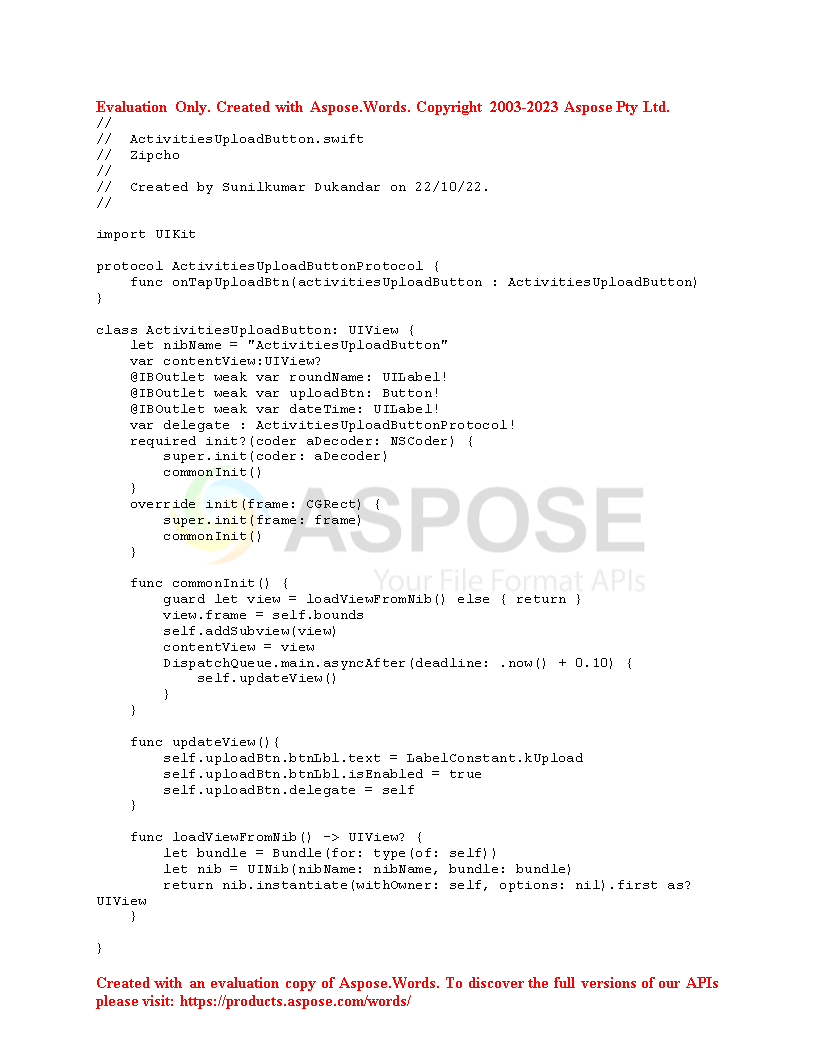 Evaluation Only. Created with Aspose.Words. Copyright 2003-2023 Aspose Pty Ltd.
//
//  ActivitiesUploadButton.swift
//  Zipcho
//
//  Created by Sunilkumar Dukandar on 22/10/22.
//

import UIKit

protocol ActivitiesUploadButtonProtocol {
    func onTapUploadBtn(activitiesUploadButton : ActivitiesUploadButton)
}

class ActivitiesUploadButton: UIView {
    let nibName = "ActivitiesUploadButton"
    var contentView:UIView?
    @IBOutlet weak var roundName: UILabel!
    @IBOutlet weak var uploadBtn: Button!
    @IBOutlet weak var dateTime: UILabel!
    var delegate : ActivitiesUploadButtonProtocol!
    required init?(coder aDecoder: NSCoder) {
        super.init(coder: aDecoder)
        commonInit()
    }
    override init(frame: CGRect) {
        super.init(frame: frame)
        commonInit()
    }
ASPOSE
Your File Format APIs

    func commonInit() {
        guard let view = loadViewFromNib() else { return }
        view.frame = self.bounds
        self.addSubview(view)
        contentView = view
        DispatchQueue.main.asyncAfter(deadline: .now() + 0.10) {
            self.updateView()
        }
    }

    func updateView(){
        self.uploadBtn.btnLbl.text = LabelConstant.kUpload
        self.uploadBtn.btnLbl.isEnabled = true
        self.uploadBtn.delegate = self
    }

    func loadViewFromNib() -> UIView? {
        let bundle = Bundle(for: type(of: self))
        let nib = UINib(nibName: nibName, bundle: bundle)
        return nib.instantiate(withOwner: self, options: nil).first as?
UIView
    }

}

Created with an evaluation copy of Aspose.Words. To discover the full versions of our APIs
please visit: https://products.aspose.com/words/